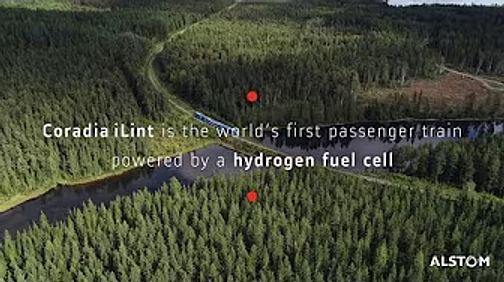 Coradia iLint is the world's first passenger train
powered by a hydrogen fuel cell
ALSTOM